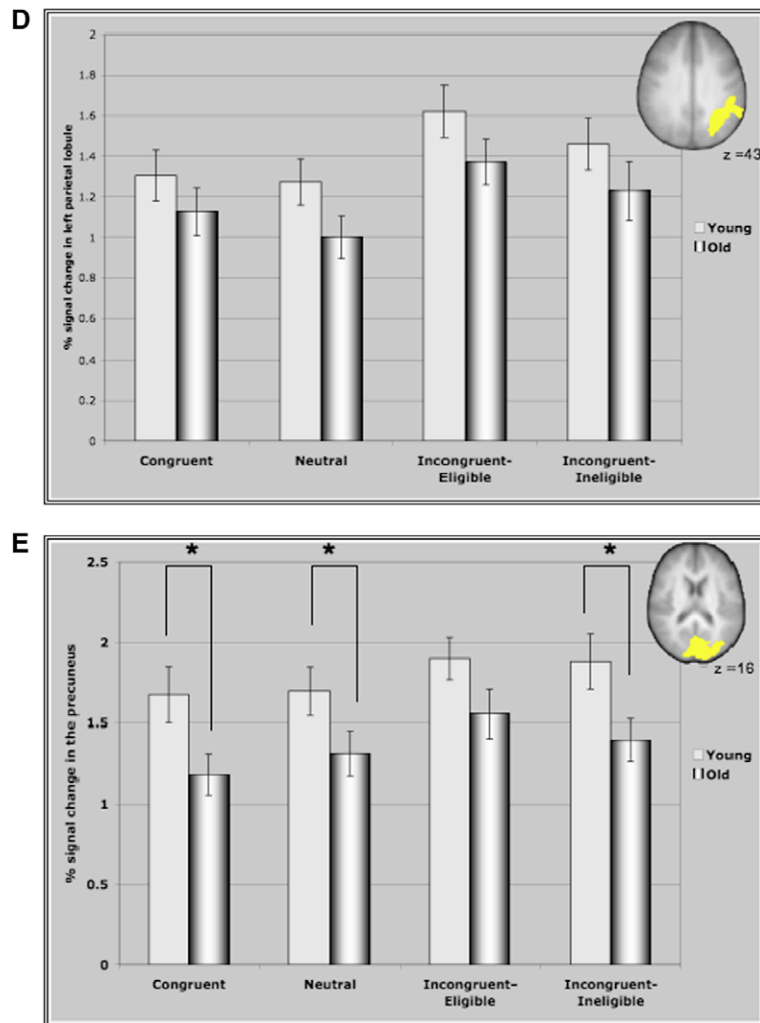 D
% signal change in left parietal lobule
2
1.8
1.6
1.4
1.2
1
0.8
0.6
0.4
0.2
0
Congruent
Neutral
Incongruent-
Eligible
Incongruent-
Ineligible
z =43
Young
Old
E
% signal change in the precuneus
2.5
2
1.5
1
0.5
0
* * *
Congruent
Neutral
Incongruent-
Eligible
Incongruent-
Ineligible
z =16
Young
Old